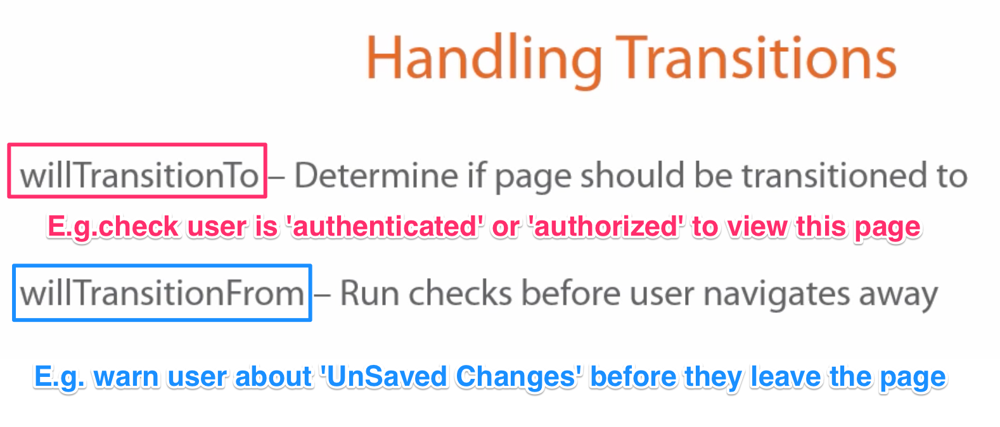 Handling Transitions
willTransitionTo – Determine if page should be transitioned to
E.g.check user is 'authenticated' or 'authorized' to view this page
willTransitionFrom – Run checks before user navigates away
E.g. warn user about 'UnSaved Changes' before they leave the page